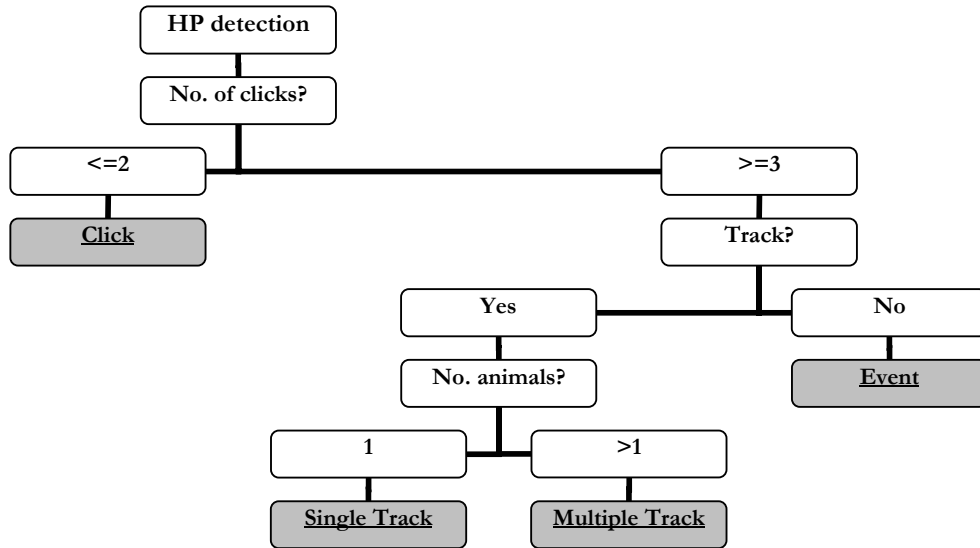 HP detection
No. of clicks?
<=2
>=3
Click
Track?
Yes
No
No. animals?
Event
1
>1
Single Track
Multiple Track